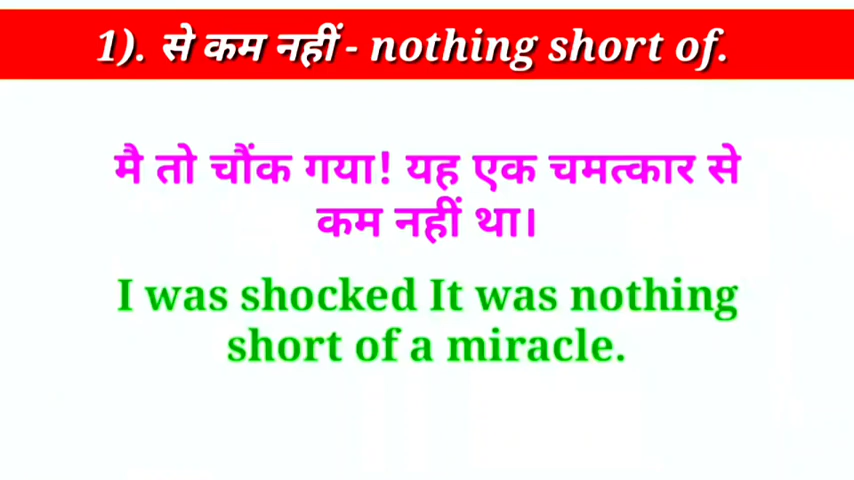 1). से कम नहीं - nothing short of.
मै तो चौंक गया! यह एक चमत्कार से
कम नहीं था।
I was shocked It was nothing
short of a miracle.